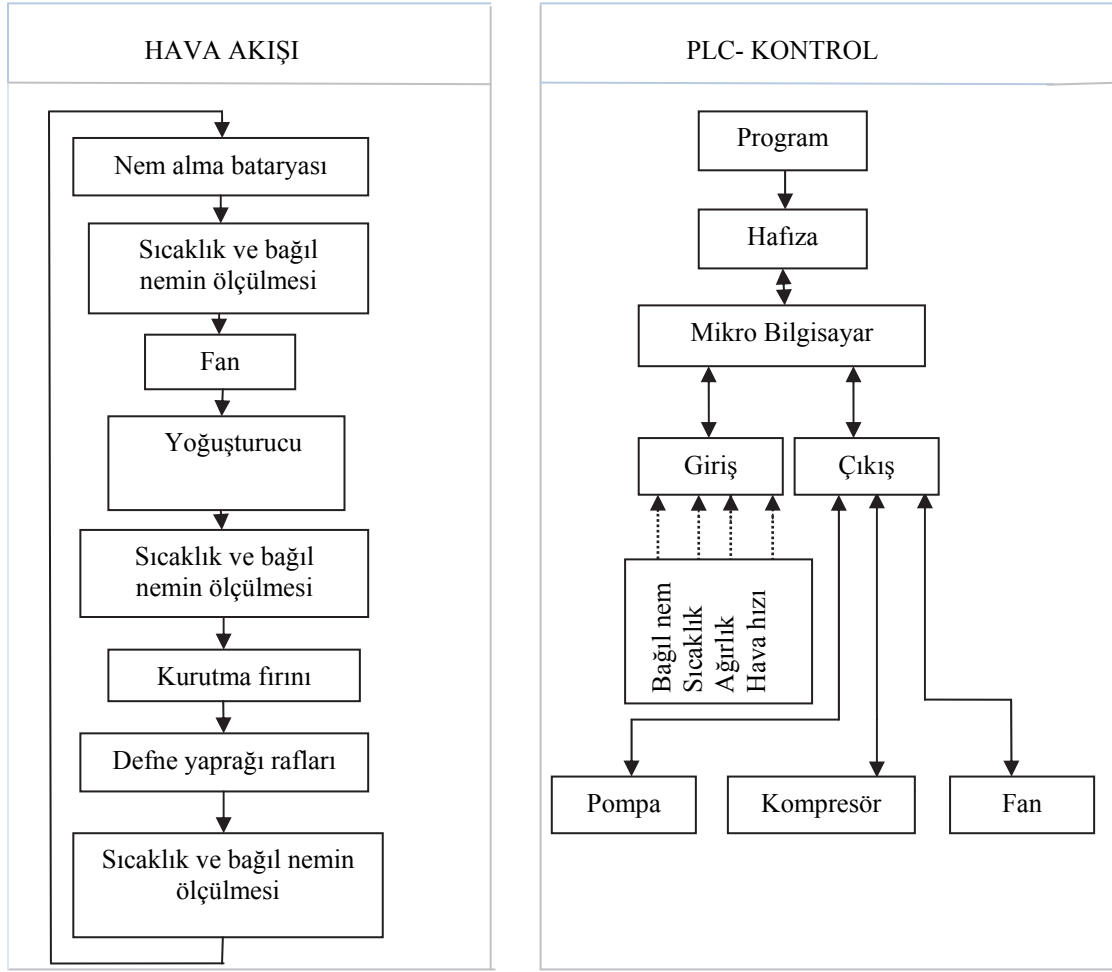 HAVA AKIŞI
Nem alma bataryası
Sıcaklık ve bağıl
nemin ölçülmesi
Fan
Yoğuşturucu
Sıcaklık ve bağıl
nemin ölçülmesi
Kurutma fırını
Defne yaprağı rafları
Sıcaklık ve bağıl nemin
ölçülmesi
PLC- KONTROL
Program
Hafıza
Mikro Bilgisayar
Giriş
Çıkış
Bağıl nem
Sıcaklık
Ağırlık
Hava hızı
Pompa
Kompresör
Fan